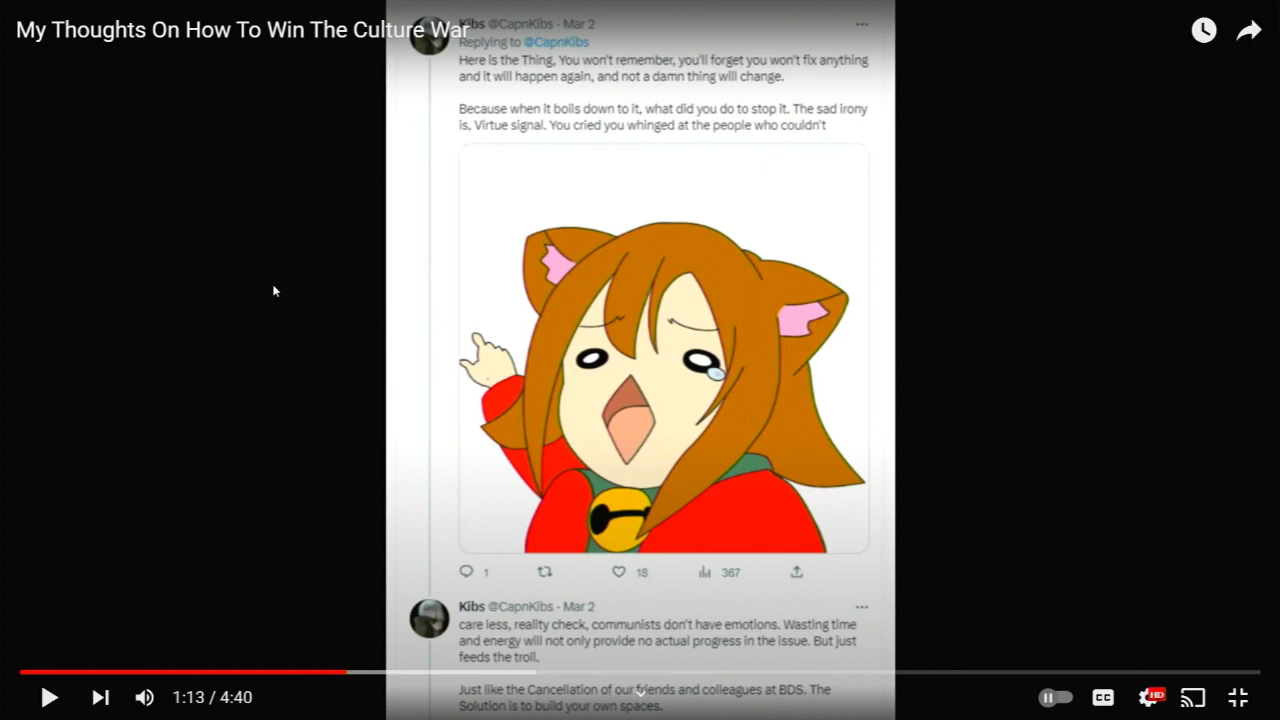 My Thoughts On How To Win The Culture War
Kibs @CapnKibs · Mar 2
Replying to @CapnKibs
Here is the Thing, You won't remember, you'll forget you won't fix anything
and it will happen again, and not a damn thing will change.
Because when it boils down to it, what did you do to stop it. The sad irony
is, Virtue signal. You cried you whinged at the people who couldn't
1
18
367
Kibs @CapnKibs · Mar 2
care less, reality check, communists don't have emotions. Wasting time
and energy will not only provide no actual progress in the issue. But just
feeds the troll.
Just like the Cancellation of our friends and colleagues at BDS. The
Solution is to build your own spaces.
1:13 / 4:40
CC
HD